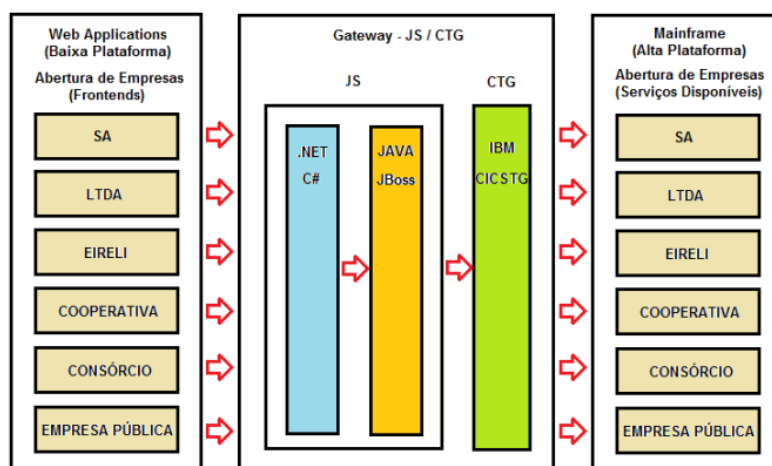 Web Applications
(Baixa Plataforma)
Abertura de Empresas
(Frontends)
SA
LTDA
EIRELI
COOPERATIVA
CONSÓRCIO
EMPRESA PÚBLICA
Gateway - JS / CTG
JS
CTG
.NET
C#
JAVA
JBoss
IBM
CICSTG
Mainframe
(Alta Plataforma)
Abertura de Empresas
(Serviços Disponíveis)
SA
LTDA
EIRELI
COOPERATIVA
CONSÓRCIO
EMPRESA PÚBLICA